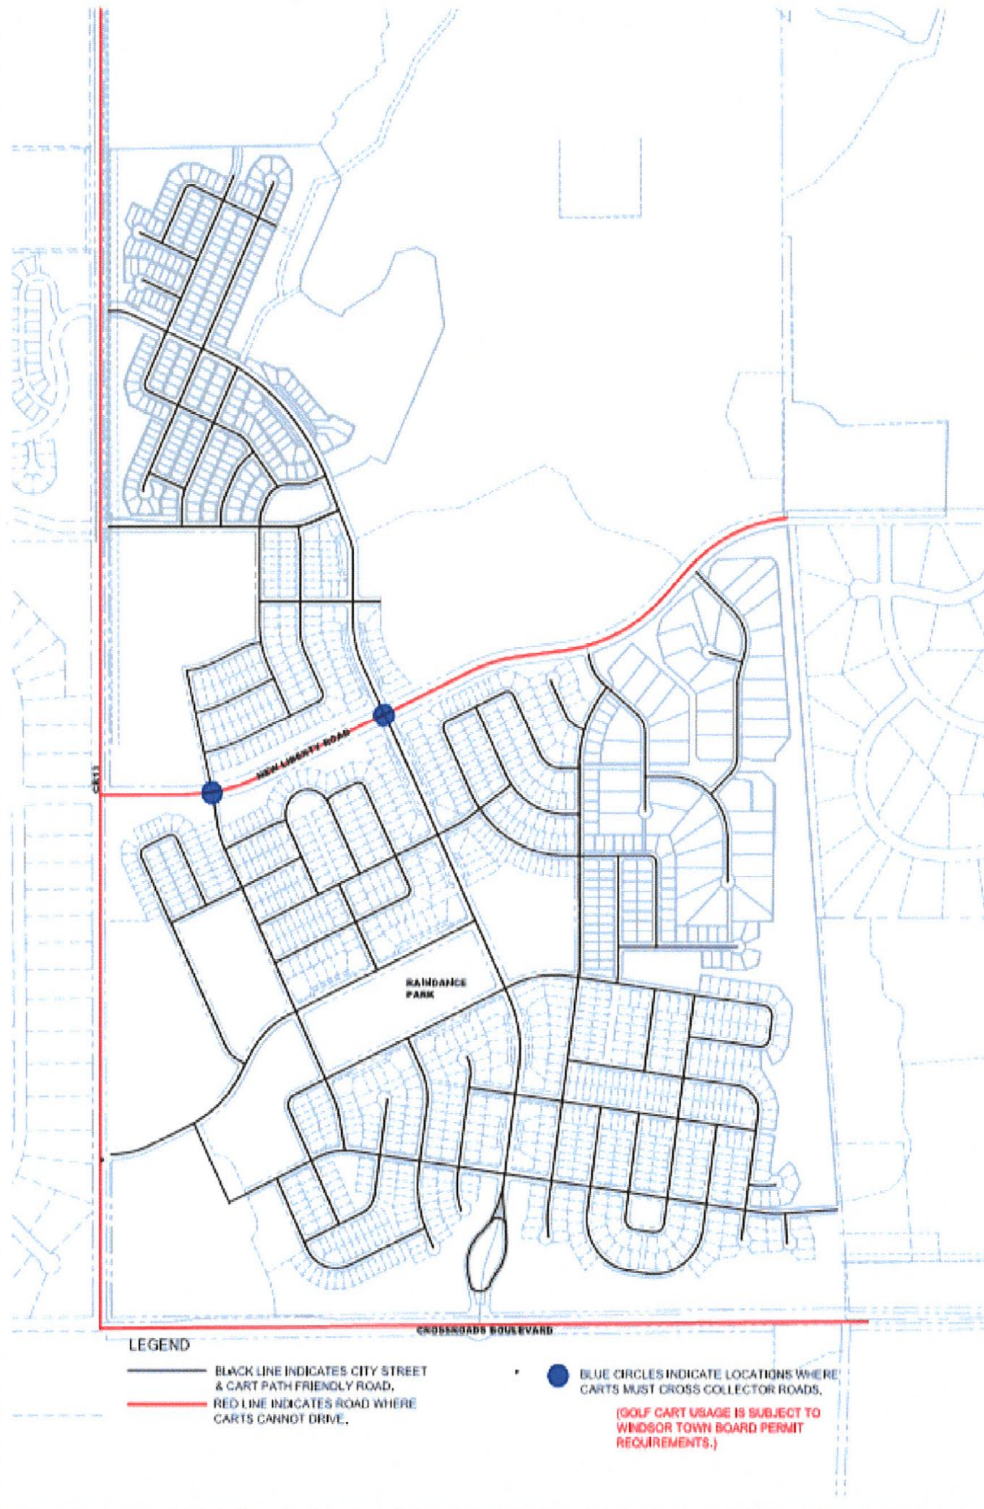 NEW LIBERTY ROAD
CR13
RAINDANCE
PARK
CROSSROADS BOULEVARD
LEGEND
BLACK LINE INDICATES CITY STREET
& CART PATH FRIENDLY ROAD.
RED LINE INDICATES ROAD WHERE
CARTS CANNOT DRIVE.
BLUE CIRCLES INDICATE LOCATIONS WHERE
CARTS MUST CROSS COLLECTOR ROADS.
(GOLF CART USAGE IS SUBJECT TO
WINDSOR TOWN BOARD PERMIT
REQUIREMENTS.)